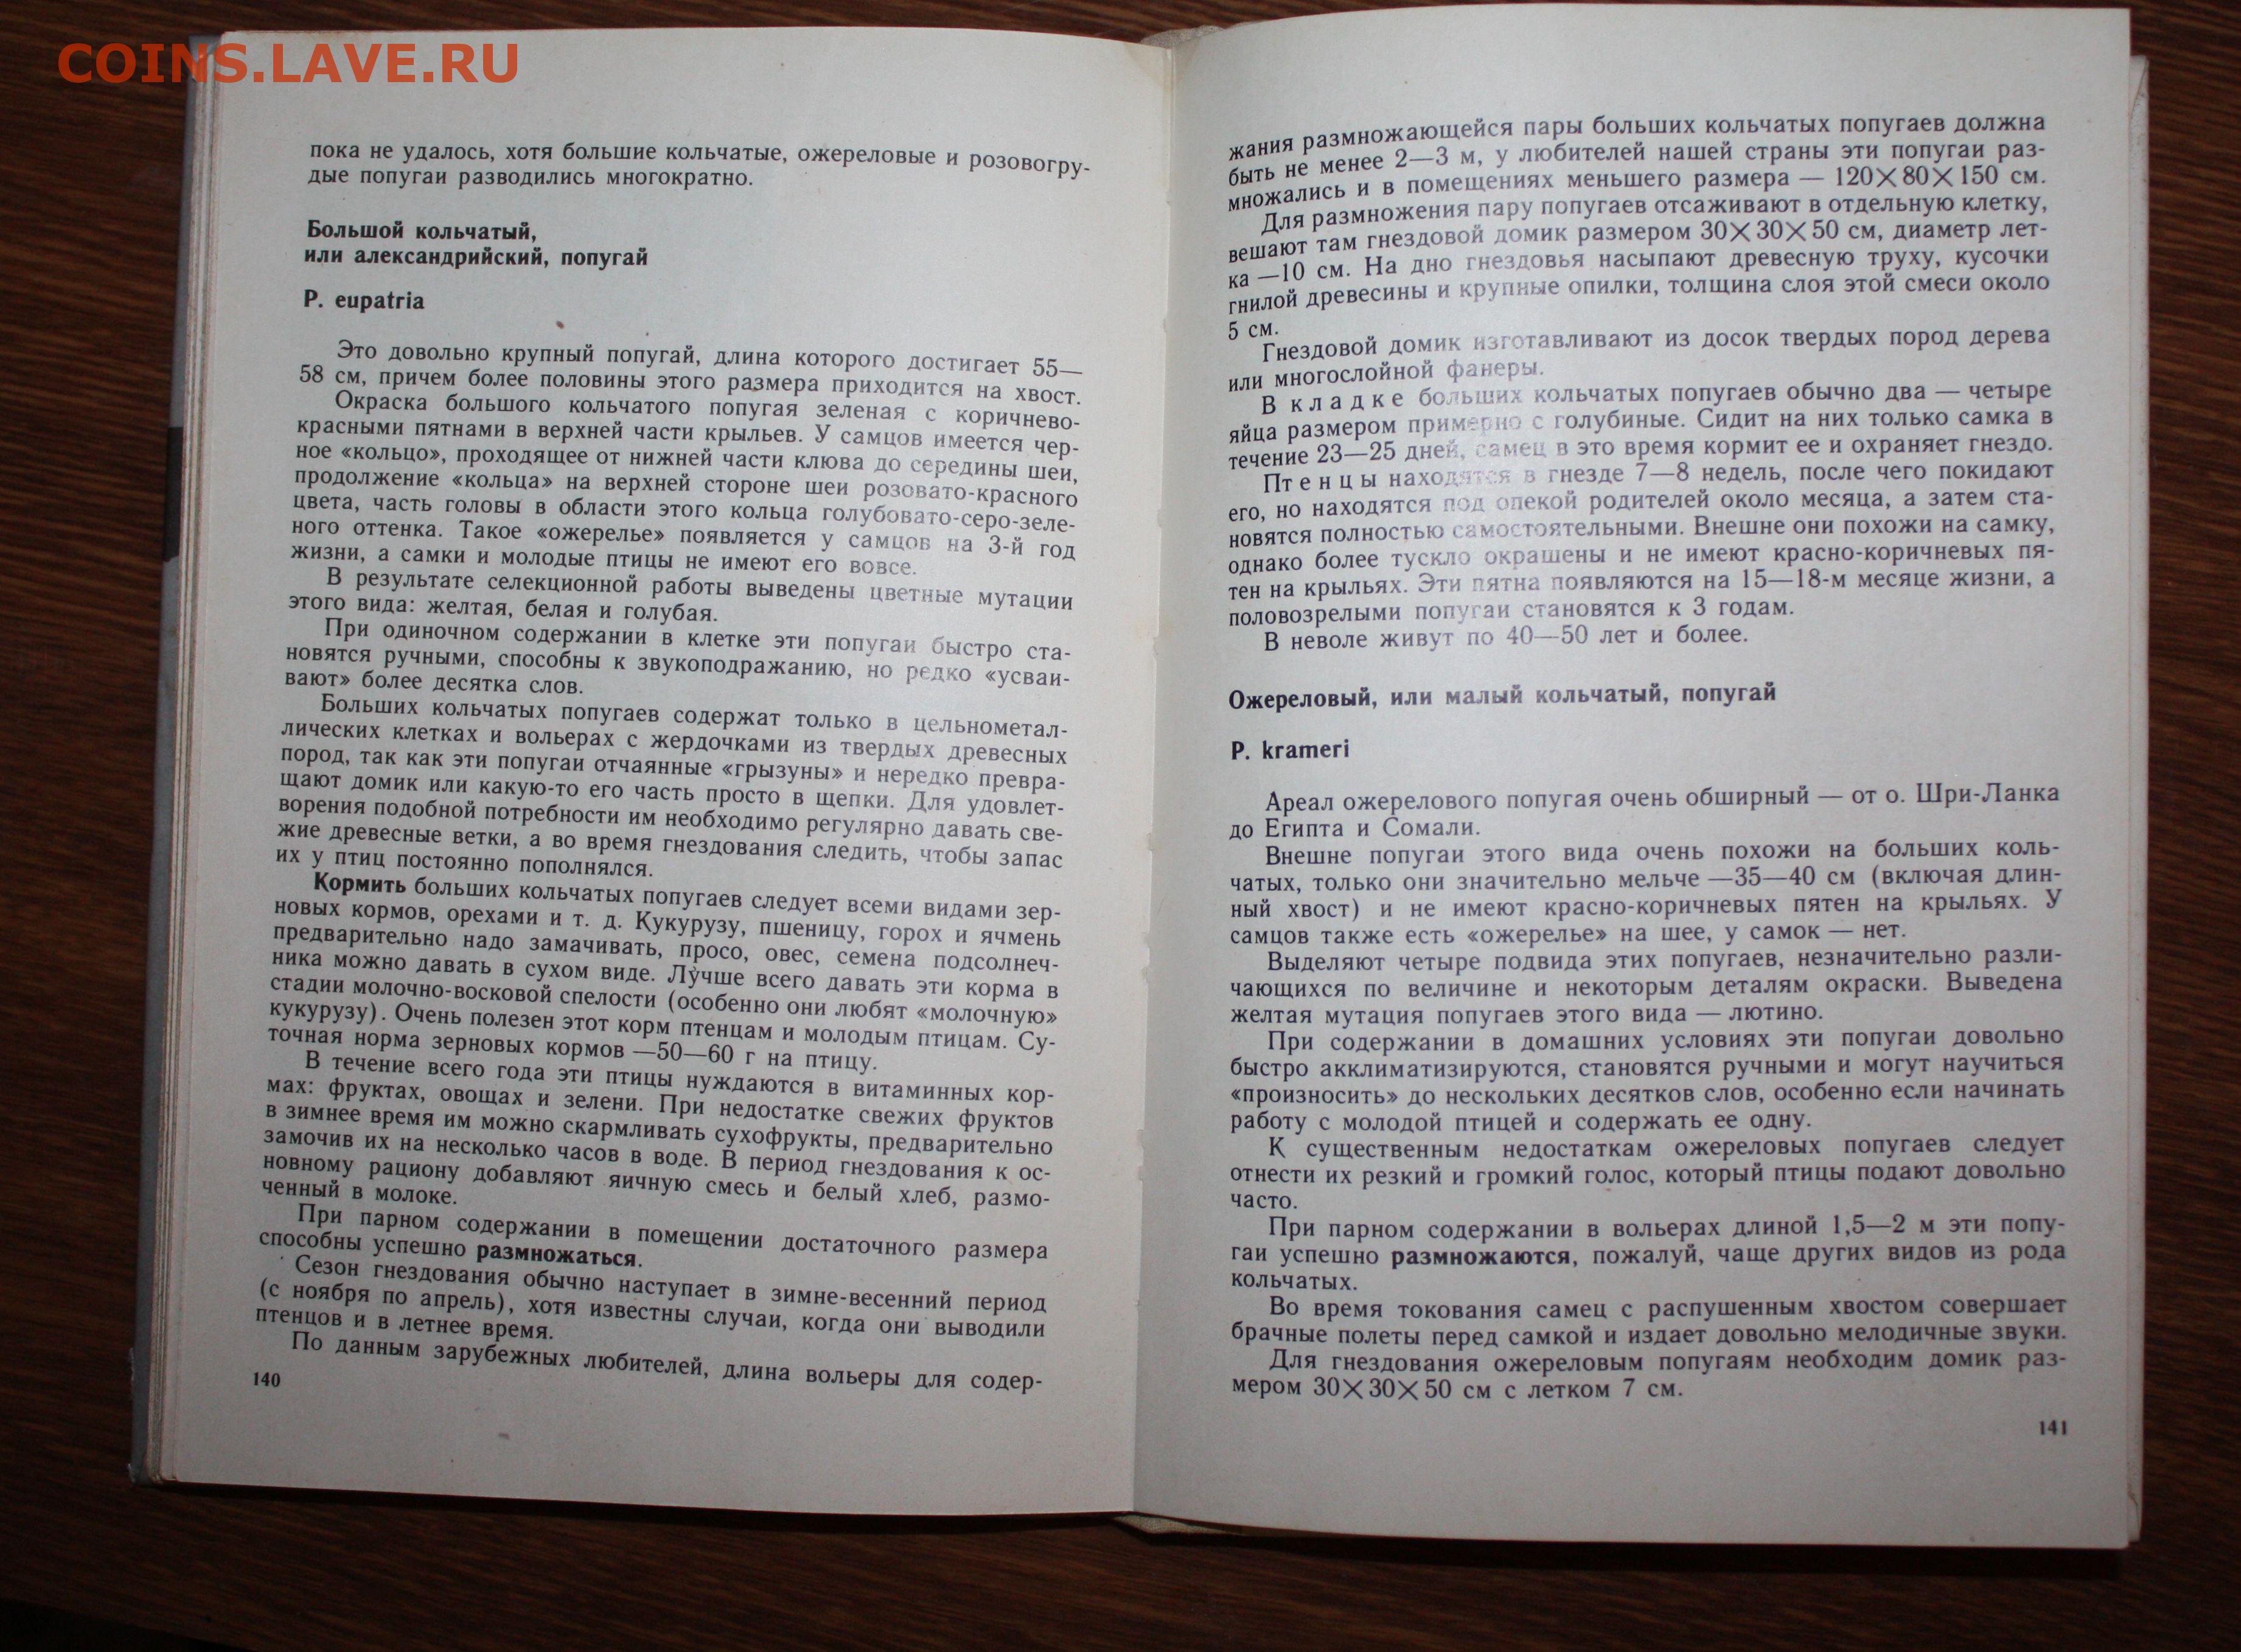 COINS.LAVE.RU
пока не удалось, хотя большие кольчатые, ожереловые и розовогру-
дые попугаи разводились многократно.
Большой кольчатый,
или александрийский, попугай
P. eupatria
Это довольно крупный попугай, длина которого достигает 55—
58 см, причем более половины этого размера приходится на хвост.
Окраска большого кольчатого попугая зеленая с коричнево-
красными пятнами в верхней части крыльев. У самцов имеется чер-
ное «кольцо», проходящее от нижней части клюва до середины шеи,
продолжение «кольца» на верхней стороне шеи розовато-красного
цвета, часть головы в области этого кольца голубовато-серо-зеле-
ного оттенка. Такое «ожерелье» появляется у самцов на 3-й год
жизни, а самки и молодые птицы не имеют его вовсе.
В результате селекционной работы выведены цветные мутации
этого вида: желтая, белая и голубая.
При одиночном содержании в клетке эти попугаи быстро ста-
новятся ручными, способны к звукоподражанию, но редко «усваи-
вают» более десятка слов.
Больших кольчатых попугаев содержат только в цельнометал-
лических клетках и вольерах с жердочками из твердых древесных
пород, так как эти попугаи отчаянные «грызуны» и нередко превра-
щают домик или какую-то его часть просто в щепки. Для удовлет-
ворения подобной потребности им необходимо регулярно давать све-
жие древесные ветки, а во время гнездования следить, чтобы запас
их у птиц постоянно пополнялся.
Кормить больших кольчатых попугаев следует всеми видами зер-
новых кормов, орехами и т. д. Кукурузу, пшеницу, горох и ячмень
предварительно надо замачивать, просо, овес, семена подсолнеч-
ника можно давать в сухом виде. Лучше всего давать эти корма в
стадии молочно-восковой спелости (особенно они любят «молочную»
кукурузу). Очень полезен этот корм птенцам и молодым птицам. Су-
точная норма зерновых кормов —50—60 г на птицу.
В течение всего года эти птицы нуждаются в витаминных кор-
мах: фруктах, овощах и зелени. При недостатке свежих фруктов
в зимнее время им можно скармливать сухофрукты, предварительно
замочив их на несколько часов в воде. В период гнездования к ос-
новному рациону добавляют яичную смесь и белый хлеб, размо-
ченный в молоке.
При парном содержании в помещении достаточного размера
способны успешно размножаться.
Сезон гнездования обычно наступает в зимне-весенний период
(с ноября по апрель), хотя известны случаи, когда они выводили
птенцов и в летнее время.
По данным зарубежных любителей, длина вольеры для содер-
140
жания размножающейся пары больших кольчатых попугаев должна
быть не менее 2—3 м, у любителей нашей страны эти попугаи раз-
множались и в помещениях меньшего размера — 120×80×150 см.
Для размножения пару попугаев отсаживают в отдельную клетку,
вешают там гнездовой домик размером 30×30×50 см, диаметр лет-
ка —10 см. На дно гнездовья насыпают древесную труху, кусочки
гнилой древесины и крупные опилки, толщина слоя этой смеси около
5 см.
Гнездовой домик изготавливают из досок твердых пород дерева
или многослойной фанеры.
В кладке больших кольчатых попугаев обычно два — четыре
яйца размером примерно с голубиные. Сидит на них только самка в
течение 23—25 дней, самец в это время кормит ее и охраняет гнездо.
Птенцы находятся в гнезде 7—8 недель, после чего покидают
его, но находятся под опекой родителей около месяца, а затем ста-
новятся полностью самостоятельными. Внешне они похожи на самку,
однако более тускло окрашены и не имеют красно-коричневых пя-
тен на крыльях. Эти пятна появляются на 15—18-м месяце жизни, а
половозрелыми попугаи становятся к 3 годам.
В неволе живут по 40—50 лет и более.
Ожереловый, или малый кольчатый, попугай
P. krameri
Ареал ожерелового попугая очень обширный — от о. Шри-Ланка
до Египта и Сомали.
Внешне попугаи этого вида очень похожи на больших коль-
чатых, только они значительно мельче —35—40 см (включая длин-
ный хвост) и не имеют красно-коричневых пятен на крыльях. У
самцов также есть «ожерелье» на шее, у самок — нет.
Выделяют четыре подвида этих попугаев, незначительно разли-
чающихся по величине и некоторым деталям окраски. Выведена
желтая мутация попугаев этого вида — лютино.
При содержании в домашних условиях эти попугаи довольно
быстро акклиматизируются, становятся ручными и могут научиться
«произносить» до нескольких десятков слов, особенно если начинать
работу с молодой птицей и содержать ее одну.
К существенным недостаткам ожереловых попугаев следует
отнести их резкий и громкий голос, который птицы подают довольно
часто.
При парном содержании в вольерах длиной 1,5—2 м эти попу-
гаи успешно размножаются, пожалуй, чаще других видов из рода
кольчатых.
Во время токования самец с распушенным хвостом совершает
брачные полеты перед самкой и издает довольно мелодичные звуки.
Для гнездования ожереловым попугаям необходим домик раз-
мером 30×30×50 см с летком 7 см.
141